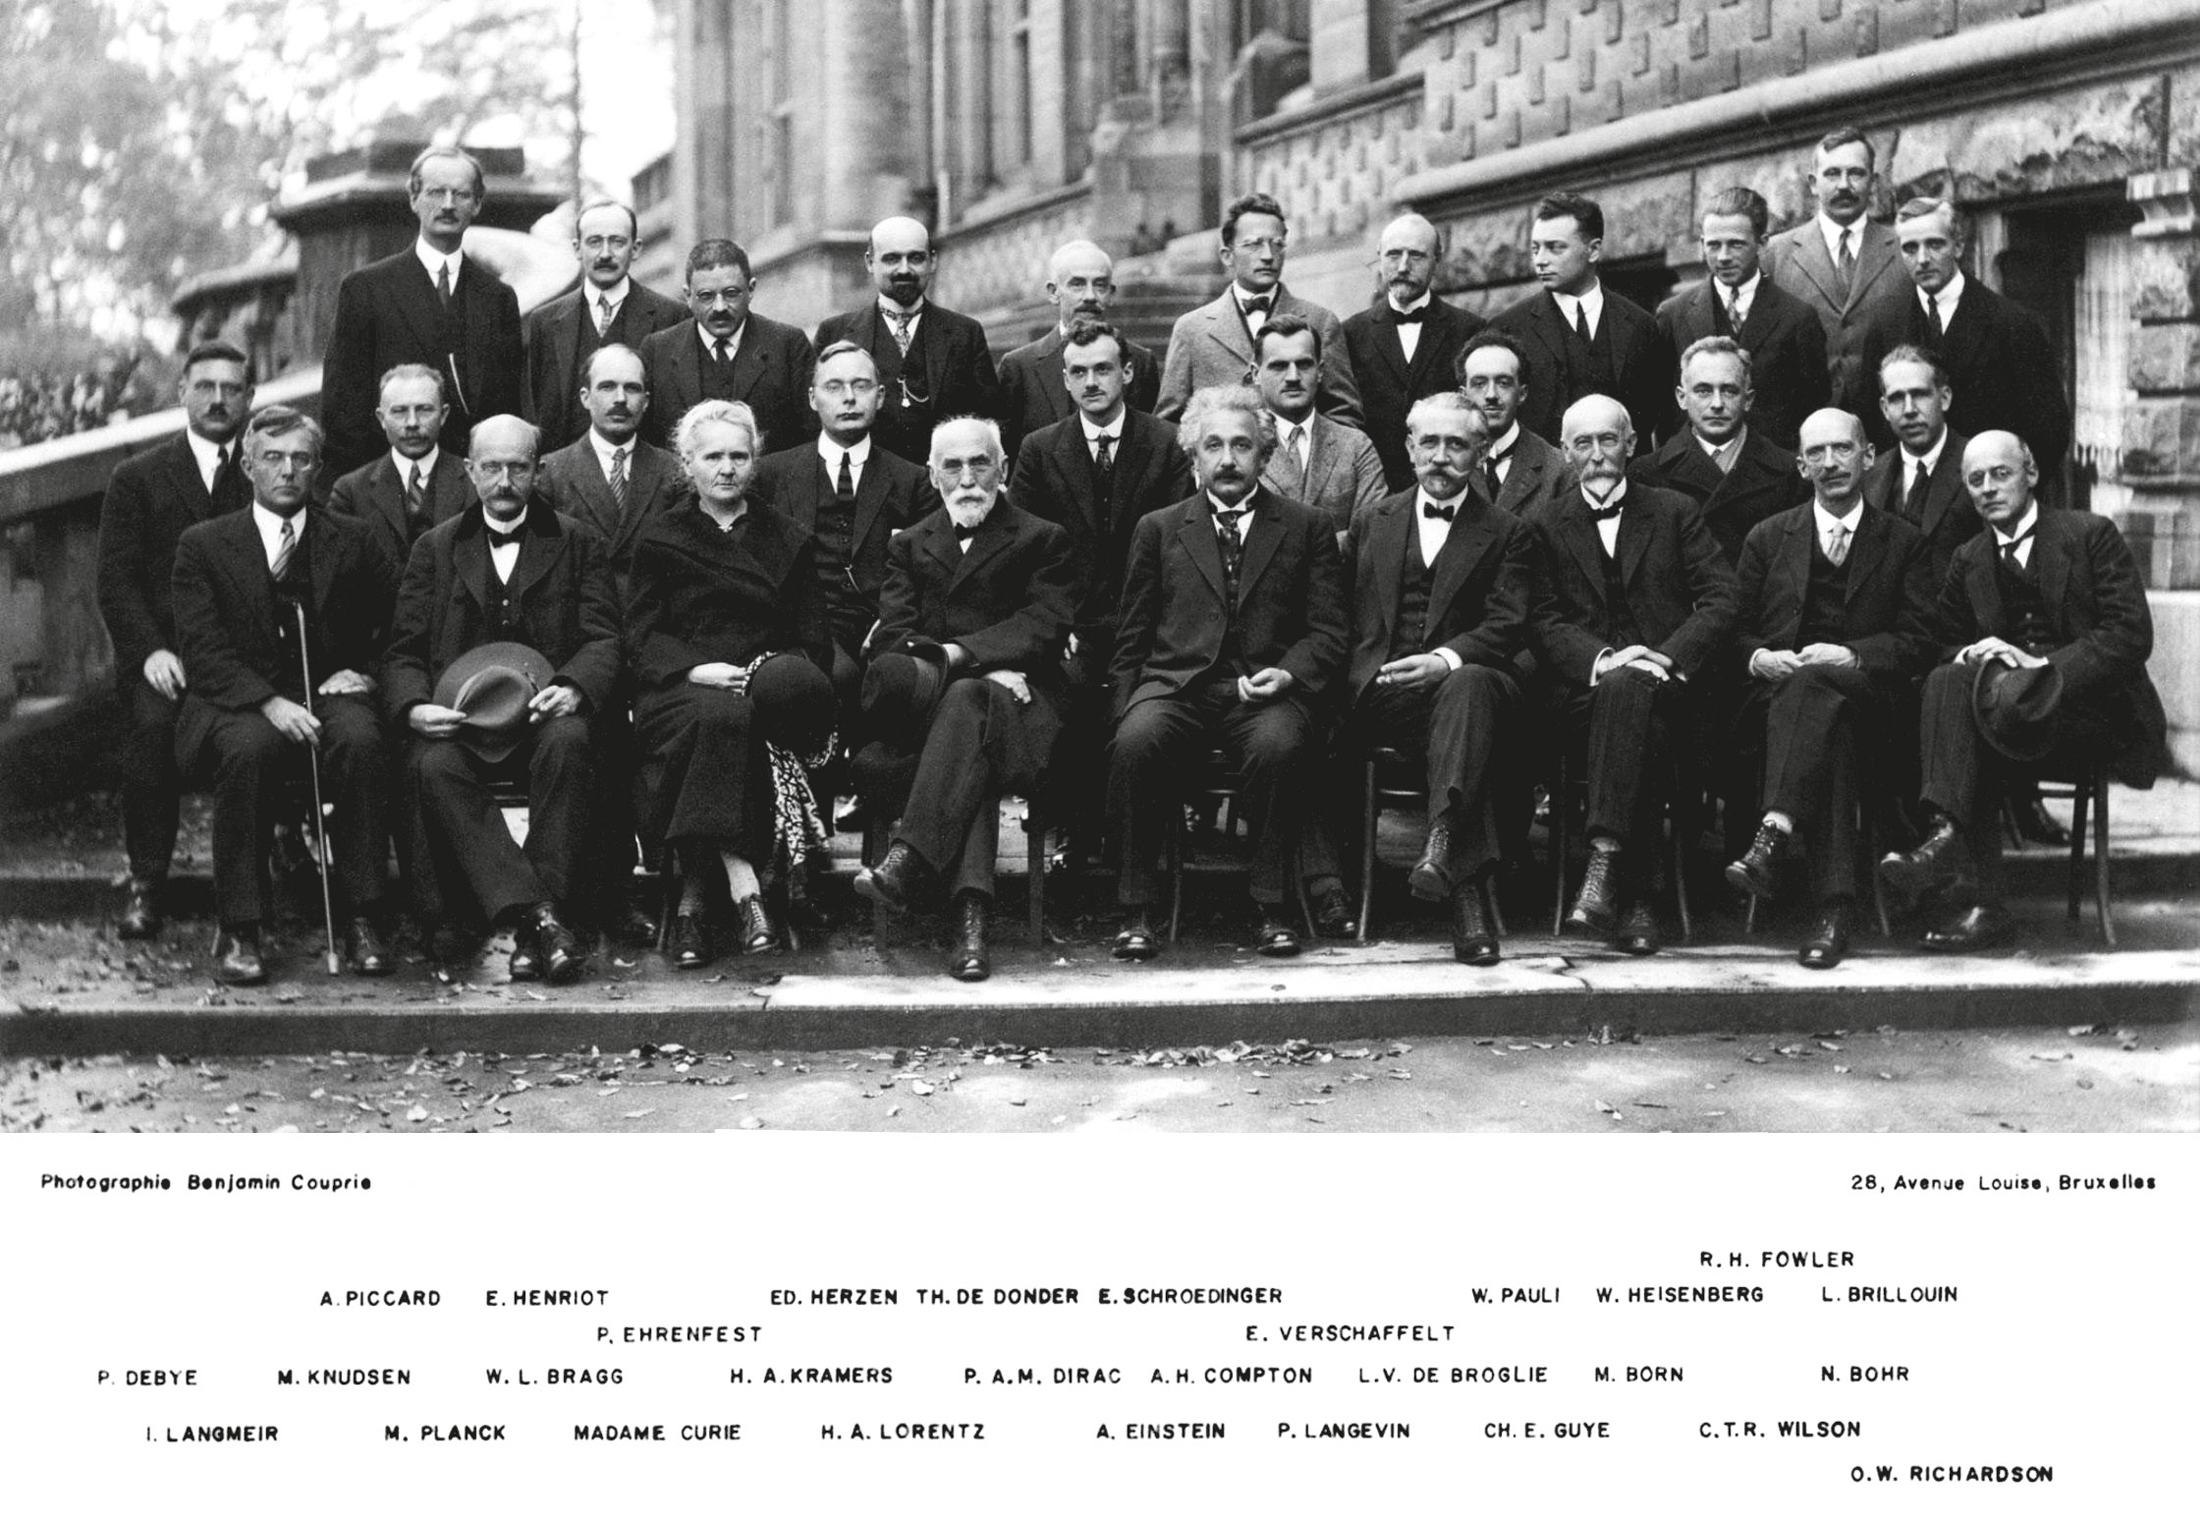 Photographie Benjamin Couprie 28, Avenue Louise, Bruxelles
R. H. FOWLER
A. PICCARD E. HENRIOT ED. HERZEN TH. DE DONDER E. SCHROEDINGER W. PAULI W. HEISENBERG L. BRILLOUIN
P. EHRENFEST E. VERSCHAFFELT
P. DEBYE M. KNUDSEN W. L. BRAGG H. A. KRAMERS P. A.M. DIRAC A. H. COMPTON L.V. DE BROGLIE M. BORN N. BOHR
I. LANGMEIR M. PLANCK MADAME CURIE H. A. LORENTZ A. EINSTEIN P. LANGEVIN CH. E. GUYE C.T.R. WILSON
O.W. RICHARDSON